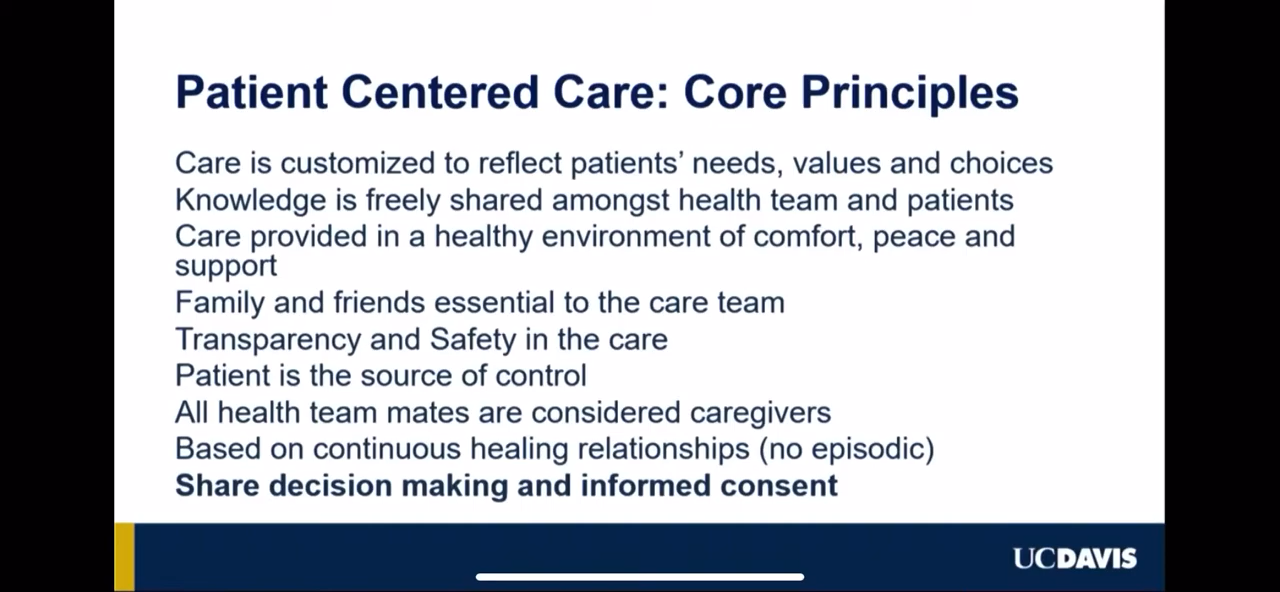 Patient Centered Care: Core Principles
Care is customized to reflect patients’ needs, values and choices
Knowledge is freely shared amongst health team and patients
Care provided in a healthy environment of comfort, peace and
support
Family and friends essential to the care team
Transparency and Safety in the care
Patient is the source of control
All health team mates are considered caregivers
Based on continuous healing relationships (no episodic)
Share decision making and informed consent
UCDAVIS